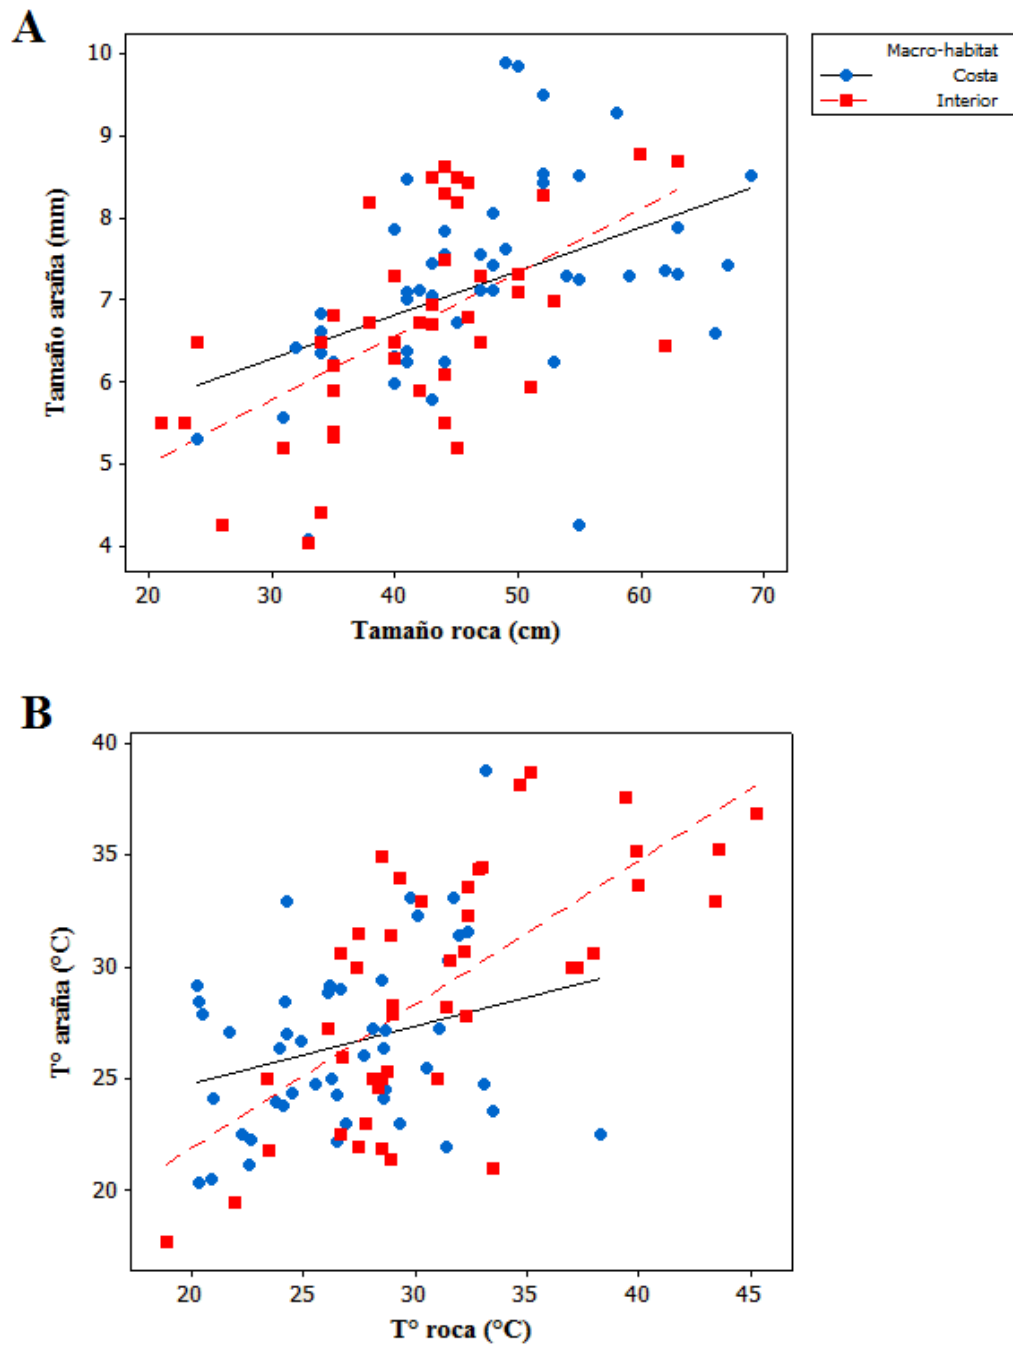 A
Macro-habitat
Costa
Interior
Tamaño araña (mm)
10
9
8
7
6
5
4
20 30 40 50 60 70
Tamaño roca (cm)
B
T° araña (°C)
40
35
30
25
20
20 25 30 35 40 45
T° roca (°C)